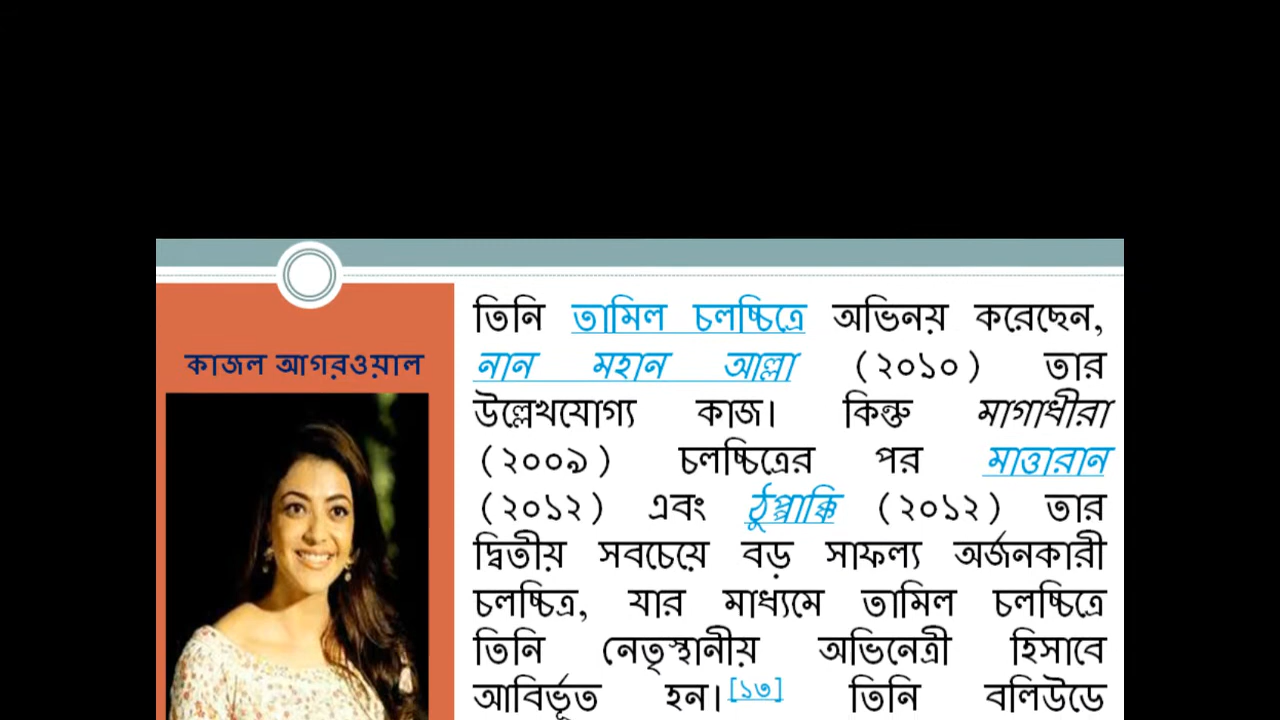 কাজল আগরওয়াল
তিনি তামিল চলচ্চিত্রে অভিনয় করেছেন,
নান মহান আল্লা (২০১০) তার
উল্লেখযোগ্য কাজ। কিন্তু মাগাধীরা
(২০০৯) চলচ্চিত্রের পর মাত্তারান
(২০১২) এবং ঠুপ্পাক্কি (২০১২) তার
দ্বিতীয় সবচেয়ে বড় সাফল্য অর্জনকারী
চলচ্চিত্র, যার মাধ্যমে তামিল চলচ্চিত্রে
তিনি নেতৃস্থানীয় অভিনেত্রী হিসাবে
আবির্ভূত হন।[১৩] তিনি বলিউডে